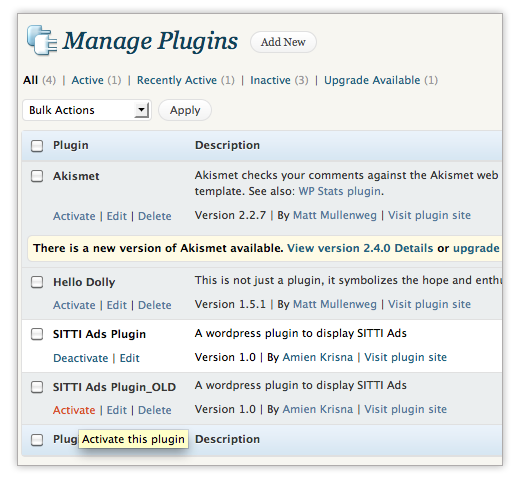 Manage Plugins Add New
All (4) | Active (1) | Recently Active (1) | Inactive (3) | Upgrade Available (1)
Bulk Actions Apply
Plugin Description
Akismet Akismet checks your comments against the Akismet web
template. See also: WP Stats plugin.
Activate | Edit | Delete Version 2.2.7 | By Matt Mullenweg | Visit plugin site
There is a new version of Akismet available. View version 2.4.0 Details or upgrade
Hello Dolly This is not just a plugin, it symbolizes the hope and enthu
Activate | Edit | Delete Version 1.5.1 | By Matt Mullenweg | Visit plugin site
SITTI Ads Plugin A wordpress plugin to display SITTI Ads
Deactivate | Edit Version 1.0 | By Amien Krisna | Visit plugin site
SITTI Ads Plugin_OLD A wordpress plugin to display SITTI Ads
Activate | Edit | Delete Version 1.0 | By Amien Krisna | Visit plugin site
Plug Activate this plugin Description